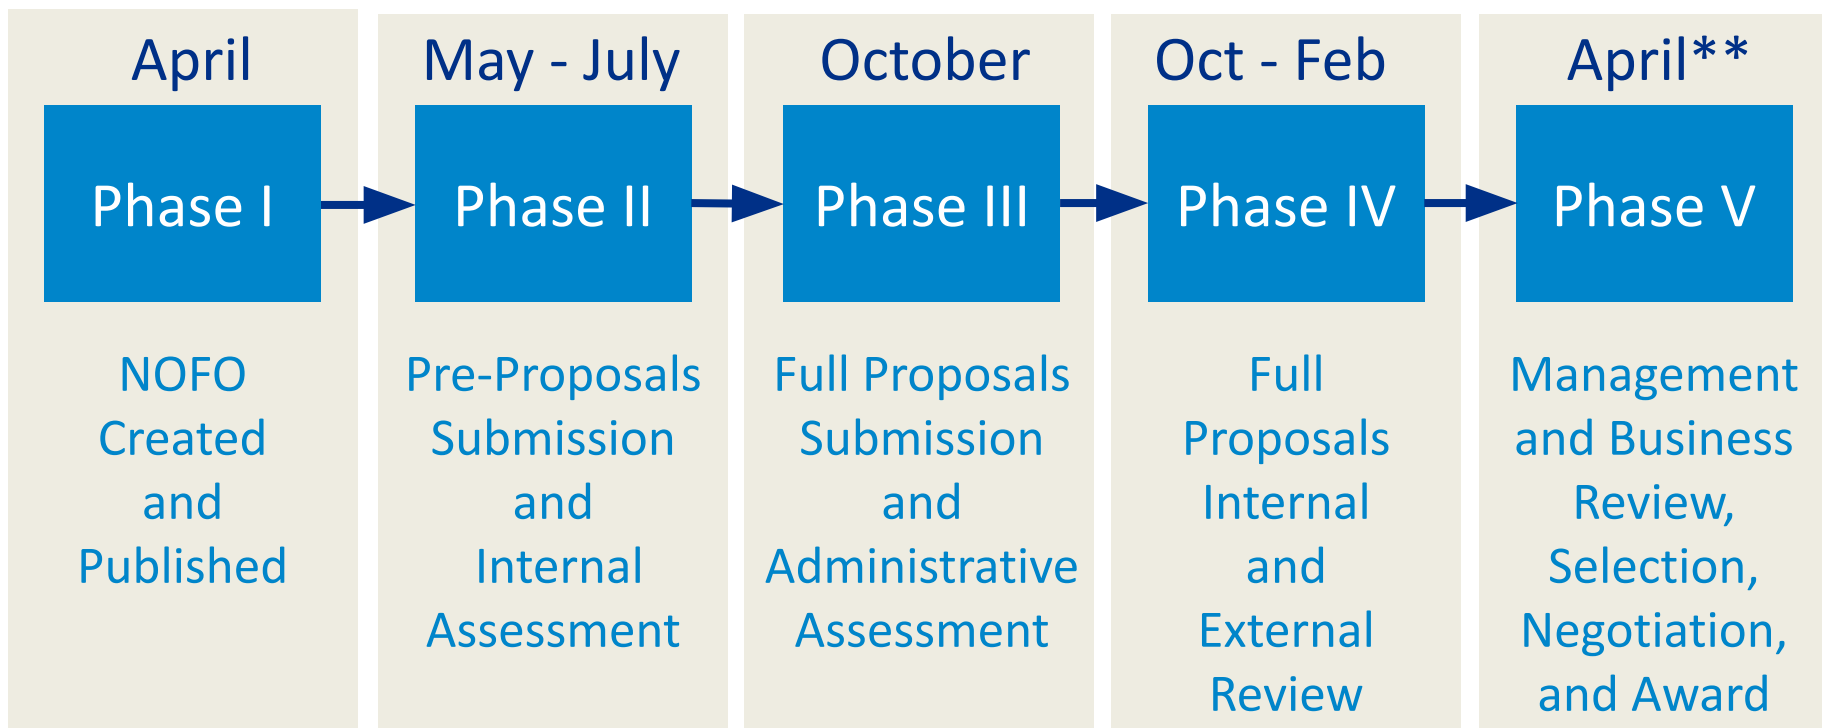 April
Phase I
NOFO
Created
and
Published
May - July
Phase II
Pre-Proposals
Submission
and
Internal
Assessment
October
Phase III
Full Proposals
Submission
and
Administrative
Assessment
Oct - Feb
Phase IV
Full
Proposals
Internal
and
External
Review
April**
Phase V
Management
and Business
Review,
Selection,
Negotiation,
and Award